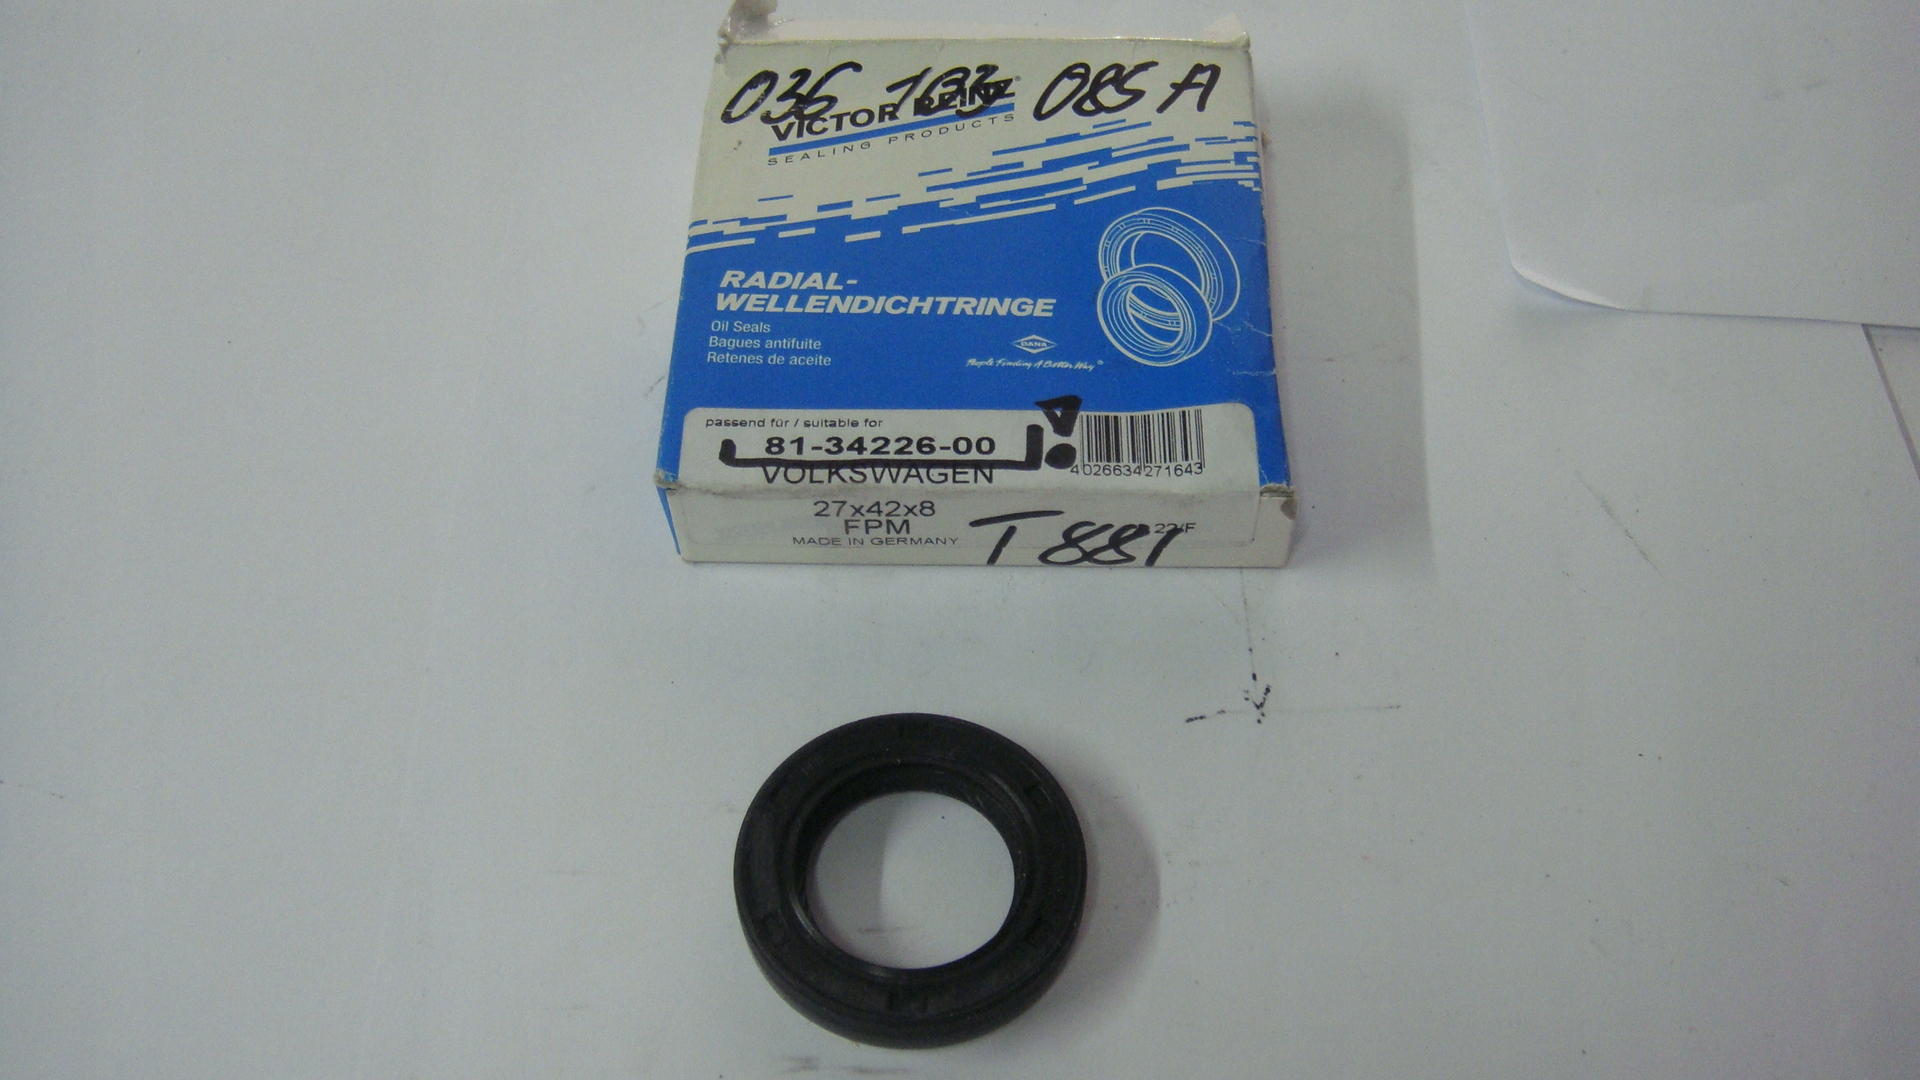 036 103 085 A
VICTOR REINZ
SEALING PRODUCTS
RADIAL-
WELLENDICHTRINGE
Oil Seals
Bagues antifuite
Retenes de aceite
DANA
People Finding A Better Way®
passend für / suitable for
81-34226-00
VOLKSWAGEN
4026634271643
27x42x8
FPM
MADE IN GERMANY
T 881